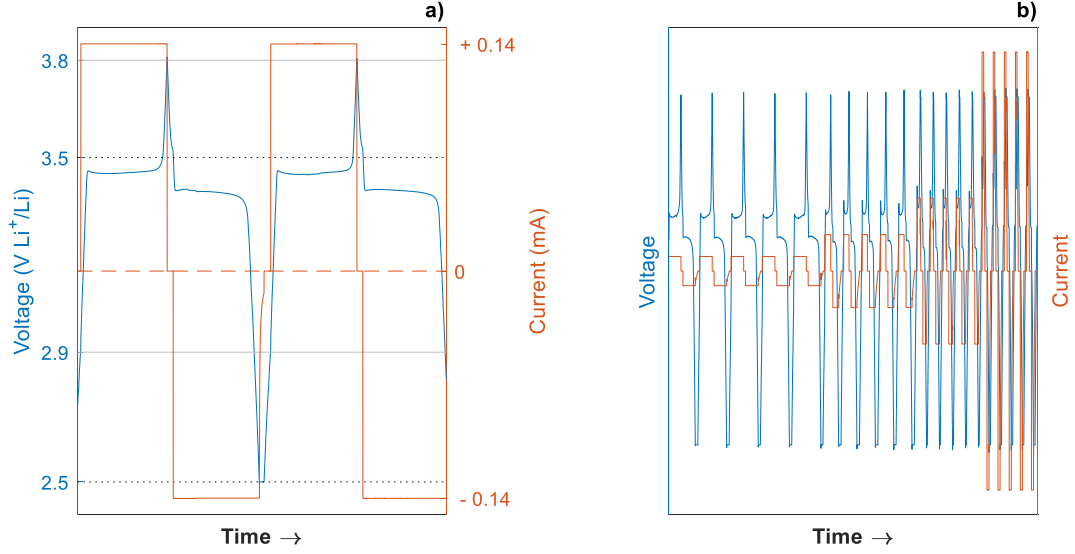 a)
3.8
3.5
2.9
2.5
Voltage (V Li⁺/Li)
+ 0.14
0
- 0.14
Current (mA)
Time →
b)
Voltage
Current
Time →